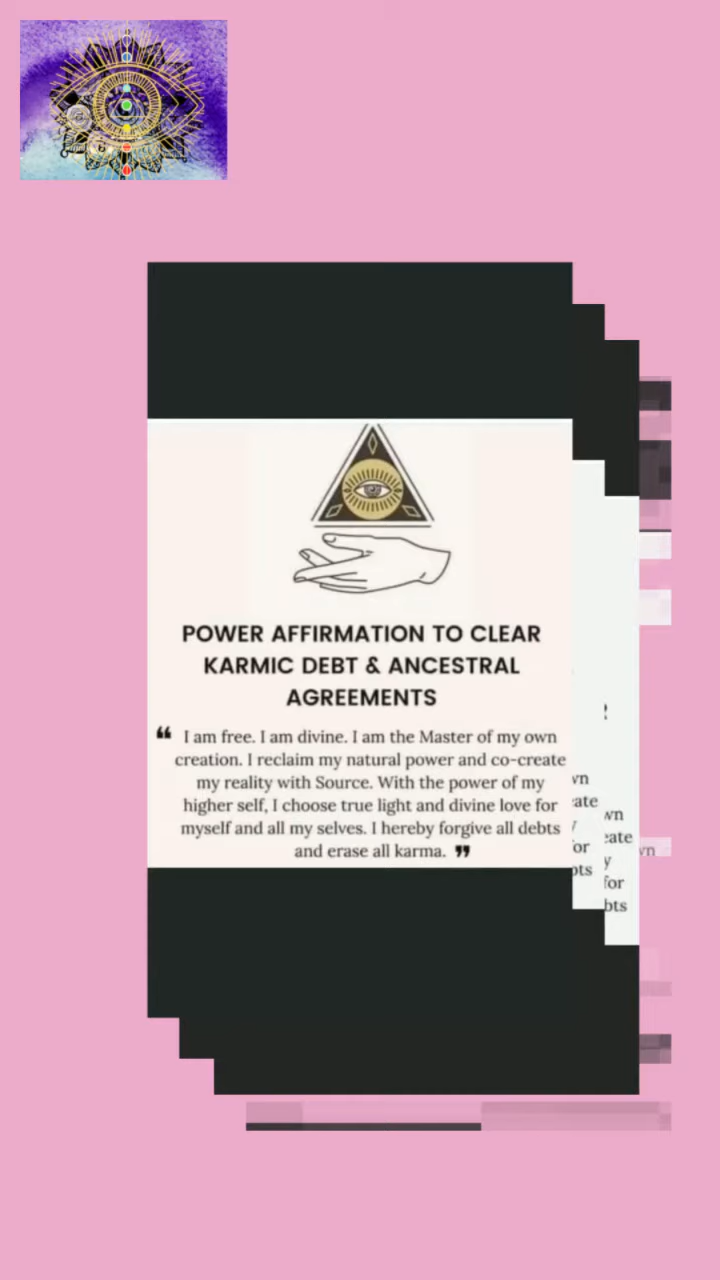 POWER AFFIRMATION TO CLEAR
KARMIC DEBT & ANCESTRAL
AGREEMENTS
❝ I am free. I am divine. I am the Master of my own
creation. I reclaim my natural power and co-create
my reality with Source. With the power of my
higher self, I choose true light and divine love for
myself and all my selves. I hereby forgive all debts
and erase all karma. ❞